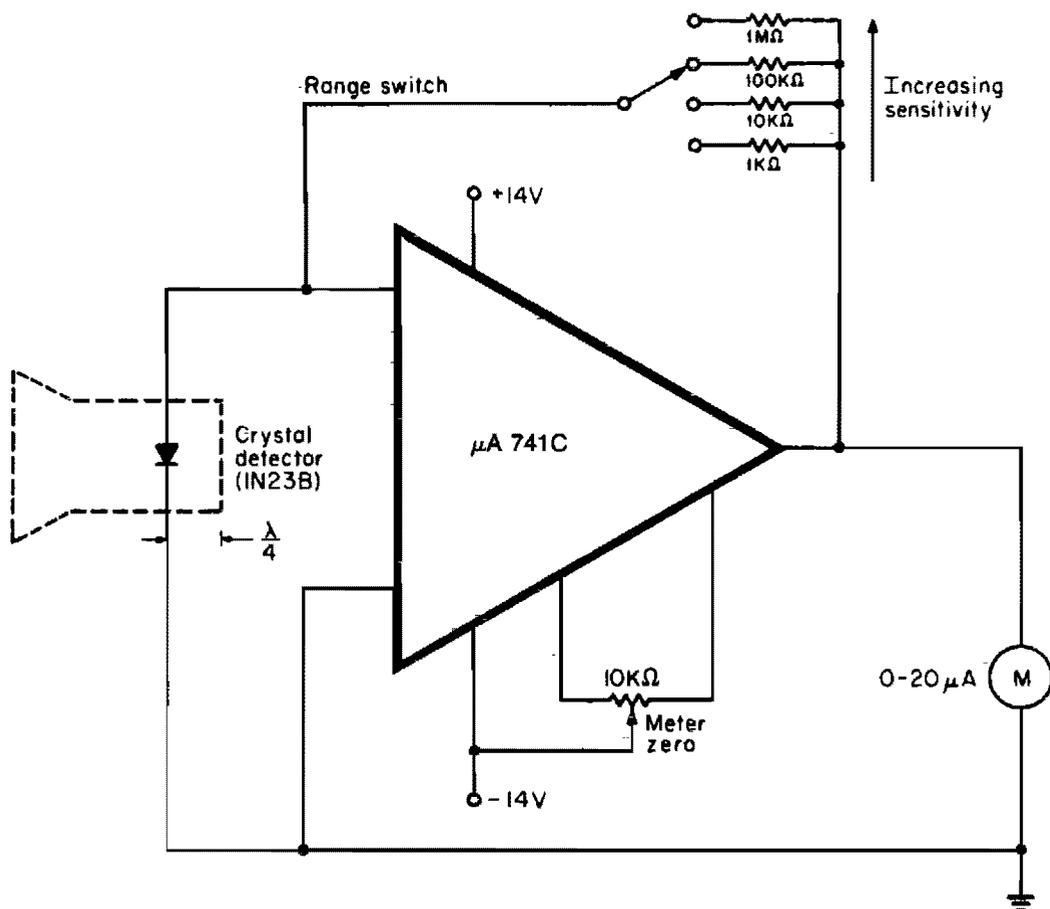 1MΩ
100KΩ
10KΩ
1KΩ
Increasing
sensitivity
Range switch
+14V
μA 741C
Crystal
detector
(IN23B)
λ
4
10KΩ
Meter
zero
-14V
0-20μA
M